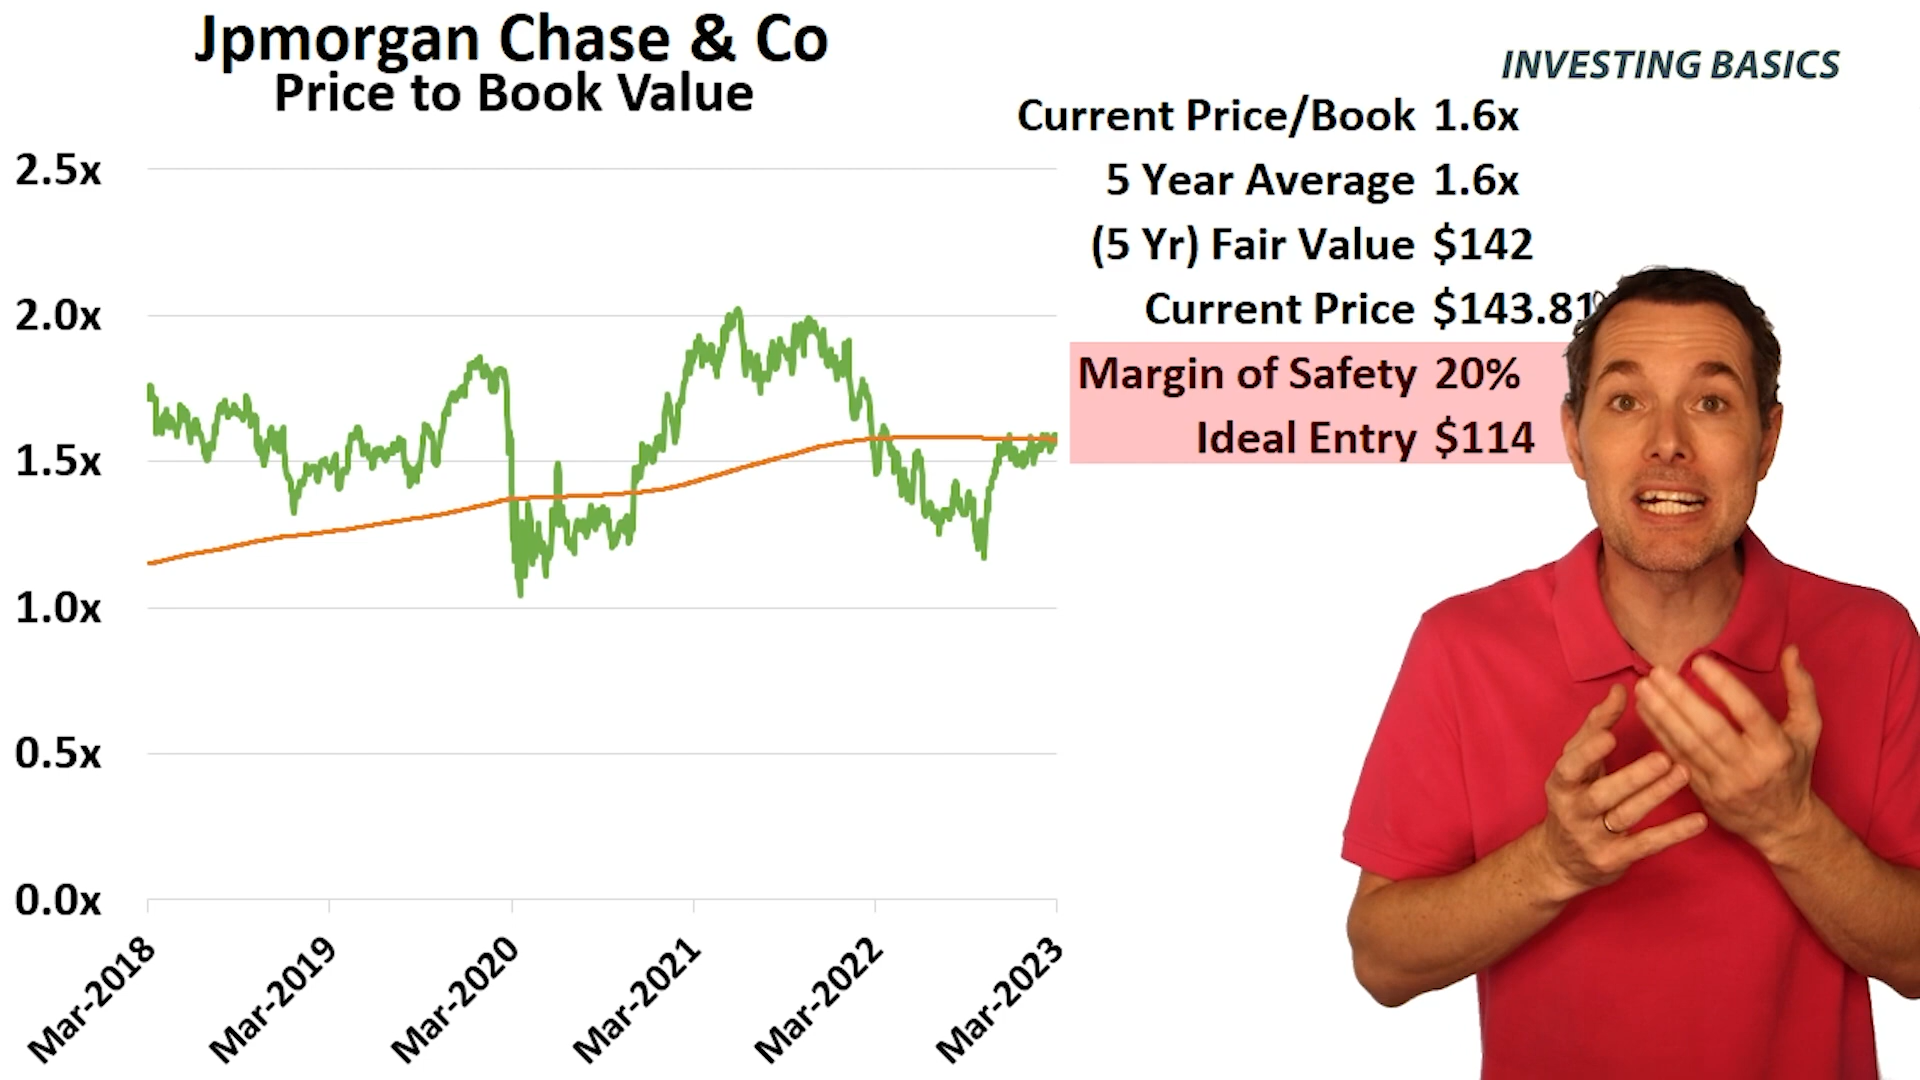 Jpmorgan Chase & Co
Price to Book Value
INVESTING BASICS
Current Price/Book 1.6x
5 Year Average 1.6x
(5 Yr) Fair Value $142
Current Price $143.81
Margin of Safety 20%
Ideal Entry $114
2.5x
2.0x
1.5x
1.0x
0.5x
0.0x
Mar-2018
Mar-2019
Mar-2020
Mar-2021
Mar-2022
Mar-2023